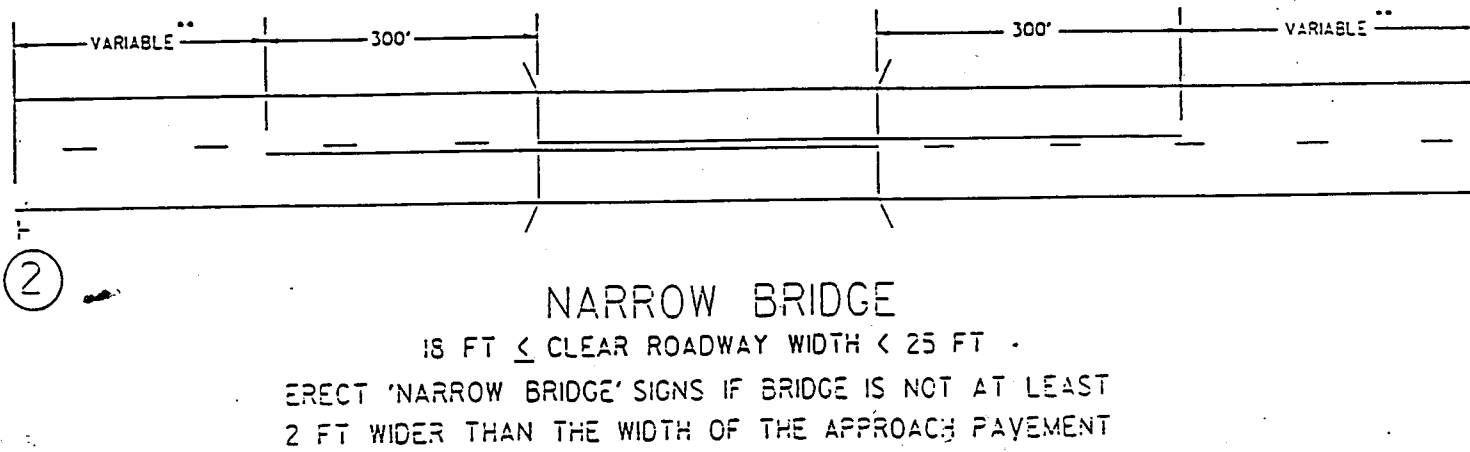 VARIABLE ** 300' 300' VARIABLE **
2
NARROW BRIDGE
18 FT ≤ CLEAR ROADWAY WIDTH < 25 FT
ERECT 'NARROW BRIDGE' SIGNS IF BRIDGE IS NOT AT LEAST
2 FT WIDER THAN THE WIDTH OF THE APPROACH PAVEMENT